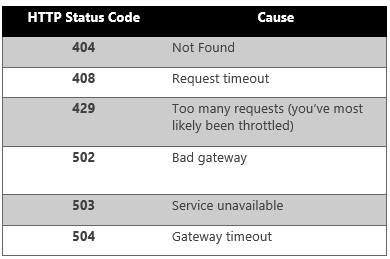 HTTP Status Code Cause
404 Not Found
408 Request timeout
429 Too many requests (you've most
likely been throttled)
502 Bad gateway
503 Service unavailable
504 Gateway timeout